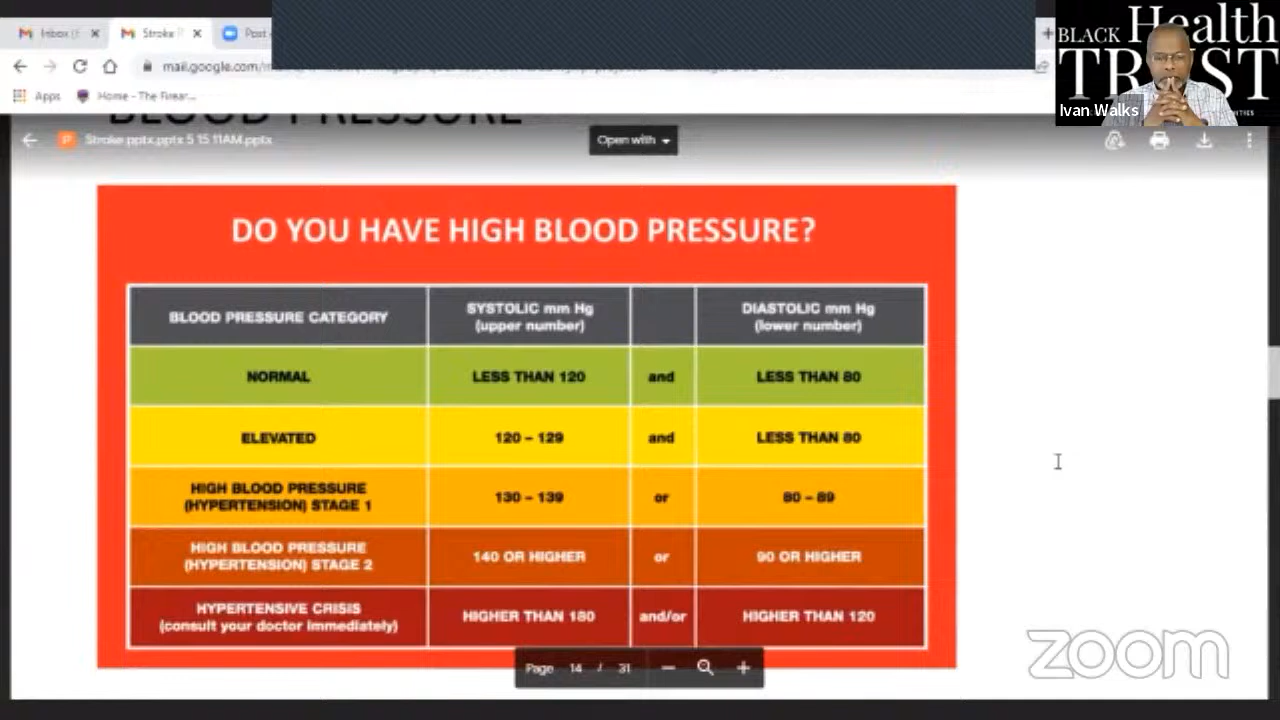 Inbox
Stroke
Post
mail.google.com/
Apps
Home - The Firear...
BLACK Health
TRUST
Ivan Walks
BLOOD PRESSURE
Stroke pptx.pptx 5 15 11AM.pptx
Open with
DO YOU HAVE HIGH BLOOD PRESSURE?
BLOOD PRESSURE CATEGORY
SYSTOLIC mm Hg
(upper number)
DIASTOLIC mm Hg
(lower number)
NORMAL
LESS THAN 120
and
LESS THAN 80
ELEVATED
120 – 129
and
LESS THAN 80
HIGH BLOOD PRESSURE
(HYPERTENSION) STAGE 1
130 – 139
or
80 – 89
HIGH BLOOD PRESSURE
(HYPERTENSION) STAGE 2
140 OR HIGHER
or
90 OR HIGHER
HYPERTENSIVE CRISIS
(consult your doctor immediately)
HIGHER THAN 180
and/or
HIGHER THAN 120
Page 14 / 31
zoom